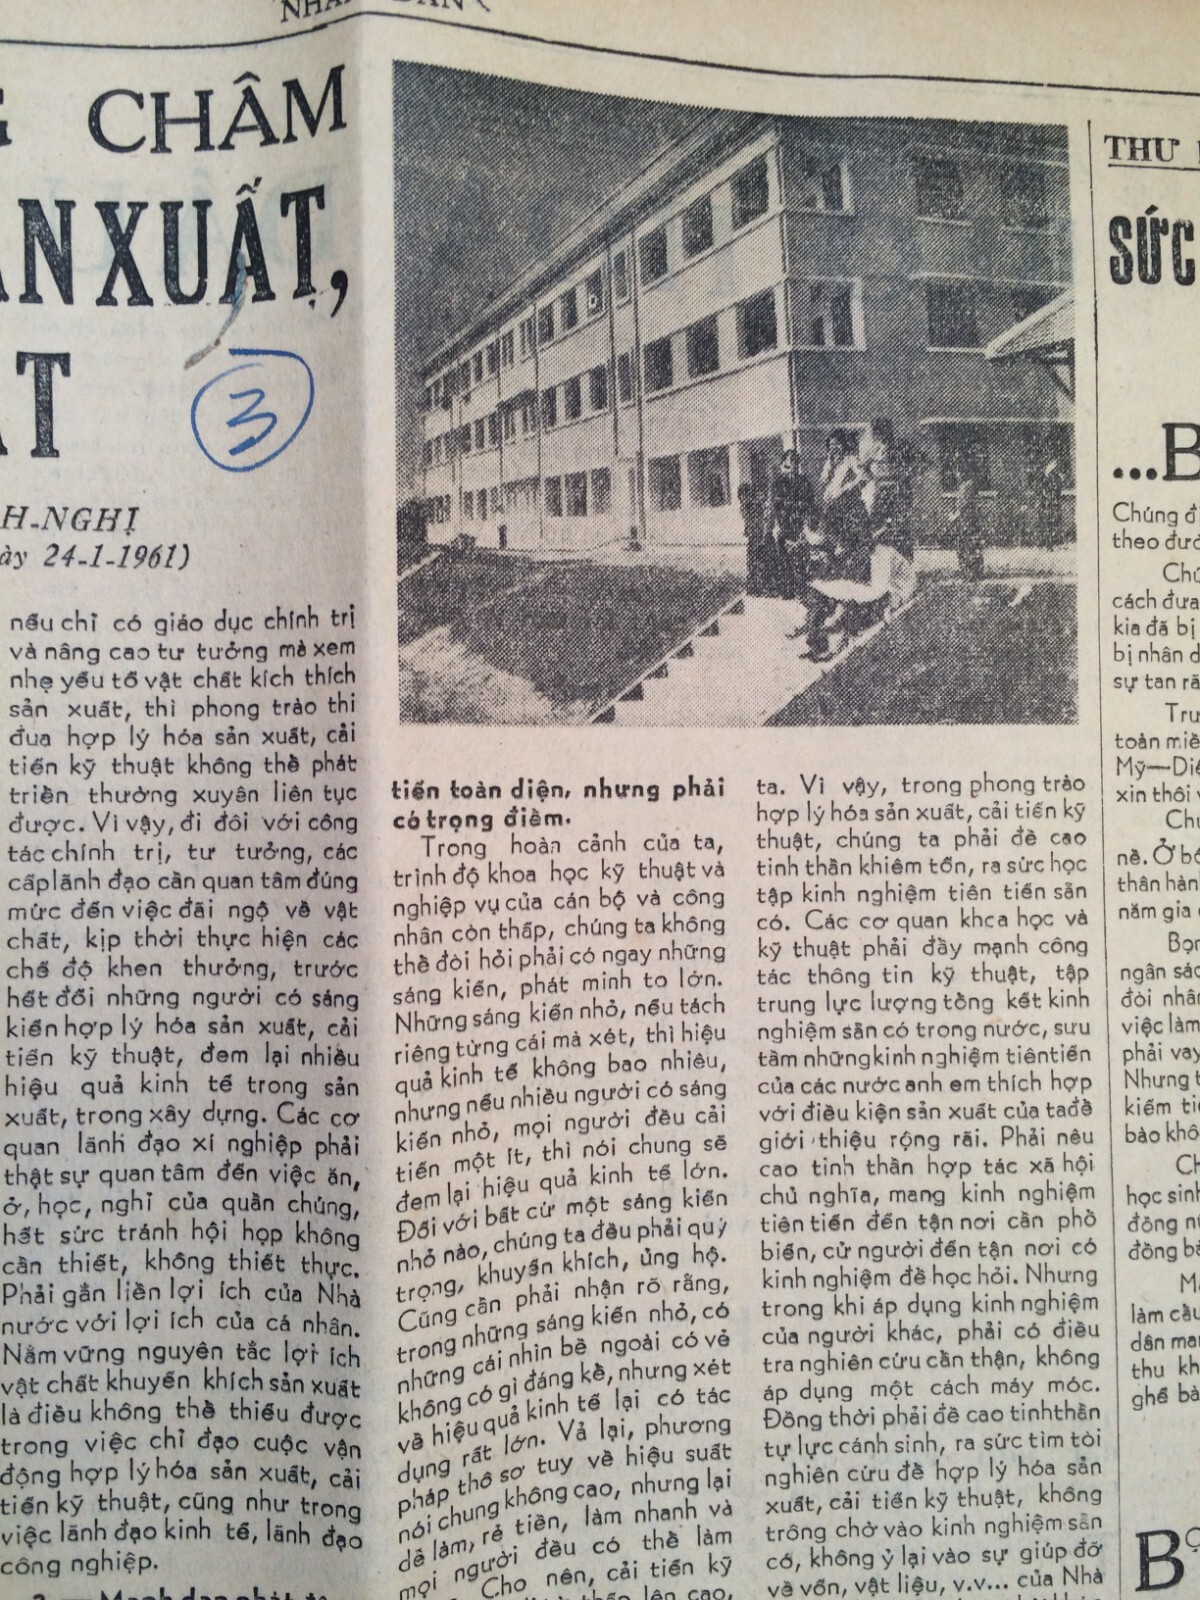 NHÂN DÂN
CHÂM
XUẤT,
3
H-NGHỊ
24-1-1961)
nếu chỉ có giáo dục chính trị
và nâng cao tư tưởng mà xem
nhẹ yếu tố vật chất kích thích
sản xuất, thì phong trào thi
đua hợp lý hóa sản xuất, cải
tiến kỹ thuật không thể phát
triển thường xuyên liên tục
được. Vì vậy, đi đôi với công
tác chính trị, tư tưởng, các
cấp lãnh đạo cần quan tâm đúng
mức đến việc đãi ngộ về vật
chất, kịp thời thực hiện các
chế độ khen thưởng, trước
hết đối những người có sáng
kiến hợp lý hóa sản xuất, cải
tiến kỹ thuật, đem lại nhiều
hiệu quả kinh tế trong sản
xuất, trong xây dựng. Các cơ
quan lãnh đạo xí nghiệp phải
thật sự quan tâm đến việc ăn,
ở, học, nghỉ của quần chúng,
hết sức tránh hội họp không
cần thiết, không thiết thực.
Phải gắn liền lợi ích của Nhà
nước với lợi ích của cá nhân.
Nắm vững nguyên tắc lợi ích
vật chất khuyến khích sản xuất
là điều không thể thiếu được
trong việc chỉ đạo cuộc vận
động hợp lý hóa sản xuất, cải
tiến kỹ thuật, cũng như trong
việc lãnh đạo kinh tế, lãnh đạo
công nghiệp.
tiến toàn diện, nhưng phải
có trọng điểm.
Trong hoàn cảnh của ta,
trình độ khoa học kỹ thuật và
nghiệp vụ của cán bộ và công
nhân còn thấp, chúng ta không
thể đòi hỏi phải có ngay những
sáng kiến, phát minh to lớn.
Những sáng kiến nhỏ, nếu tách
riêng từng cái mà xét, thì hiệu
quả kinh tế không bao nhiêu,
nhưng nếu nhiều người có sáng
kiến nhỏ, mọi người đều cải
tiến một ít, thì nói chung sẽ
đem lại hiệu quả kinh tế lớn.
Đối với bất cứ một sáng kiến
nhỏ nào, chúng ta đều phải quý
trọng, khuyến khích, ủng hộ.
Cũng cần phải nhận rõ rằng,
trong những sáng kiến nhỏ, có
những cái nhìn bề ngoài có vẻ
không có gì đáng kể, nhưng xét
về hiệu quả kinh tế lại có tác
dụng rất lớn. Vả lại, phương
pháp thô sơ tuy về hiệu suất
nói chung không cao, nhưng lại
dễ làm, rẻ tiền, làm nhanh và
mọi người đều có thể làm
Cho nên, cải tiến kỹ
thấp lên cao,
ta. Vì vậy, trong phong trào
hợp lý hóa sản xuất, cải tiến kỹ
thuật, chúng ta phải đề cao
tinh thần khiêm tốn, ra sức học
tập kinh nghiệm tiên tiến sẵn
có. Các cơ quan khoa học và
kỹ thuật phải đẩy mạnh công
tác thông tin kỹ thuật, tập
trung lực lượng tổng kết kinh
nghiệm sẵn có trong nước, sưu
tầm những kinh nghiệm tiên tiến
của các nước anh em thích hợp
với điều kiện sản xuất của ta để
giới thiệu rộng rãi. Phải nêu
cao tinh thần hợp tác xã hội
chủ nghĩa, mang kinh nghiệm
tiên tiến đến tận nơi cần phổ
biến, cử người đến tận nơi có
kinh nghiệm để học hỏi. Nhưng
trong khi áp dụng kinh nghiệm
của người khác, phải có điều
tra nghiên cứu cẩn thận, không
áp dụng một cách máy móc.
Đồng thời phải đề cao tinh thần
tự lực cánh sinh, ra sức tìm tòi
nghiên cứu để hợp lý hóa sản
xuất, cải tiến kỹ thuật, không
trông chờ vào kinh nghiệm sẵn
có, không ỷ lại vào sự giúp đỡ
về vốn, vật liệu, v.v... của Nhà
THƯ
SỨC
...B
Chúng đ
theo đườ
Chú
cách đưa
kia đã bị
bị nhân d
sự tan rã
Trư
toàn miề
Mỹ—Diệ
xin thôi v
Chú
nề. Ở bó
thân hành
năm gia
Bọn
ngân sác
đòi nhân
việc làm
phải vay
Nhưng t
kiếm tiề
bào khô
Ch
học sinh
động nử
đồng bà
làm cầu
dân mạ
thu kh
ghế bà